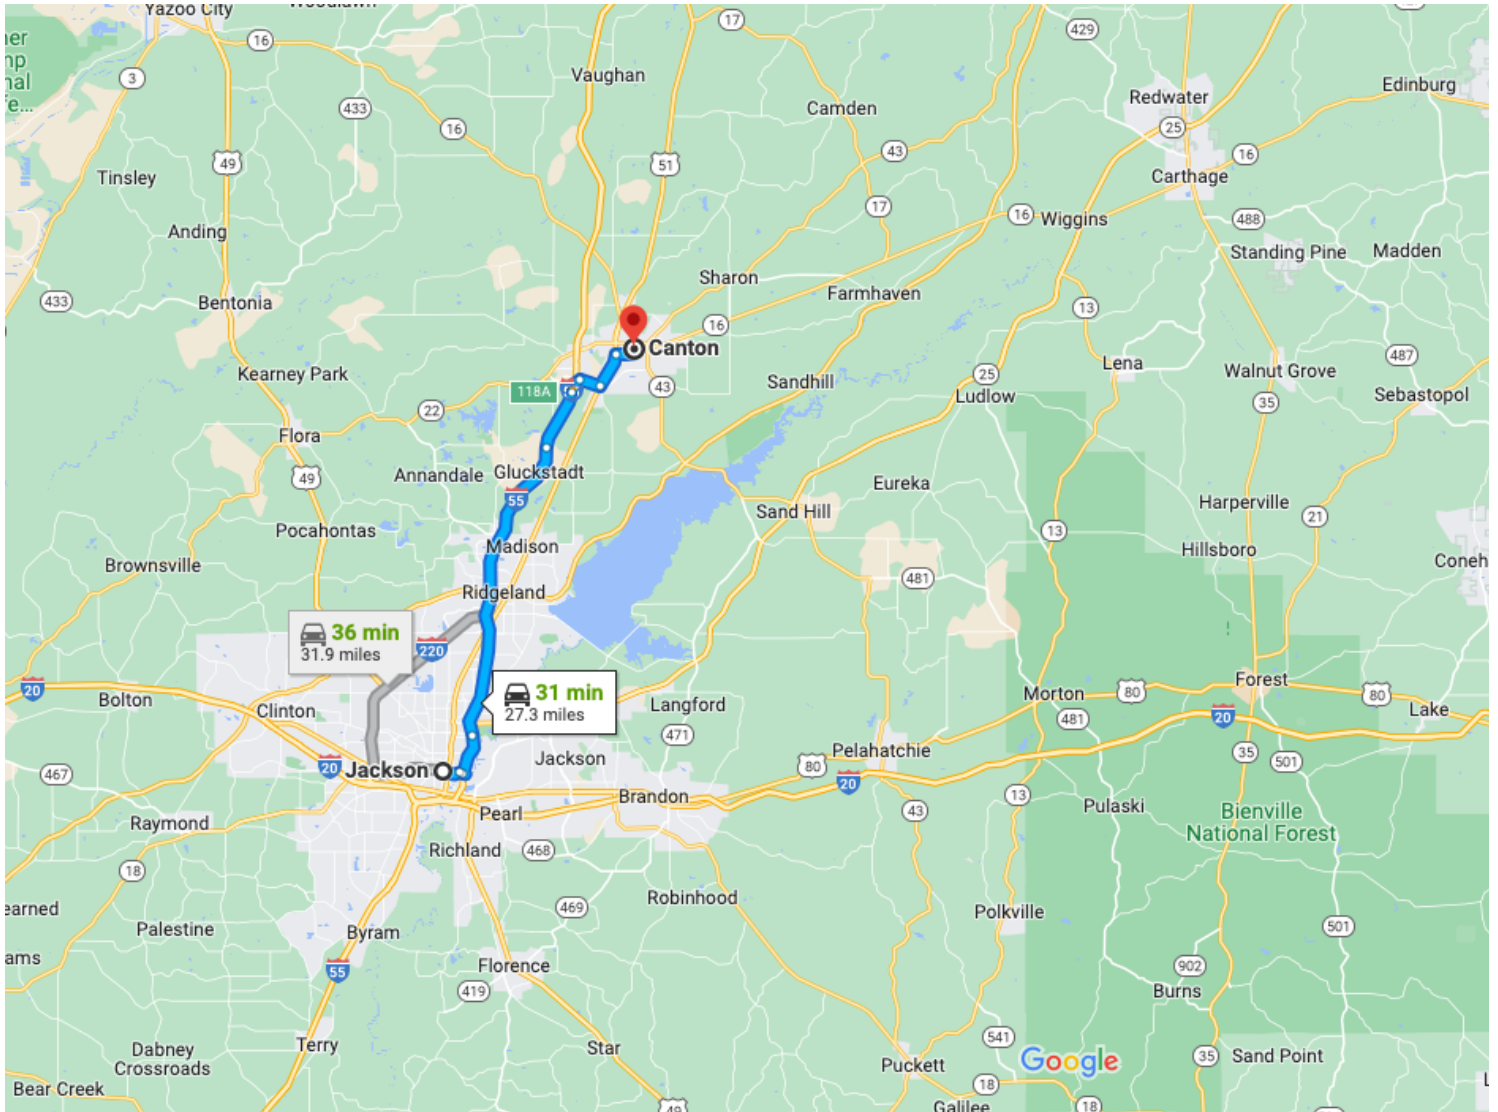 Yazoo City
Woodlawn
17
429
16
Vaughan
Edinburg
3
Redwater
Camden
433
16
25
49
51
43
16
Tinsley
Carthage
17
16
Wiggins
488
Anding
Standing Pine
Madden
Sharon
433
Bentonia
Farmhaven
13
16
Canton
487
Lena
Kearney Park
Walnut Grove
25
118A
43
Sandhill
Ludlow
Sebastopol
22
35
Flora
Annandale
Gluckstadt
49
Eureka
55
Sand Hill
Harperville
21
Pocahontas
13
Madison
Hillsboro
Brownsville
Coneh
481
Ridgeland
36 min
31.9 miles
220
20
31 min
27.3 miles
Bolton
Clinton
Langford
Morton
80
Forest
80
Lake
481
20
471
Pelahatchie
35
501
Jackson
20
Jackson
467
80
20
Brandon
13
Pulaski
Pearl
43
Bienville
National Forest
Raymond
Richland
468
18
Robinhood
earned
469
Polkville
Palestine
501
Byram
ams
55
Florence
902
419
Burns
541
Terry
Star
Dabney
Crossroads
Google
35
Sand Point
Puckett
Bear Creek
18
49
Galilee
18